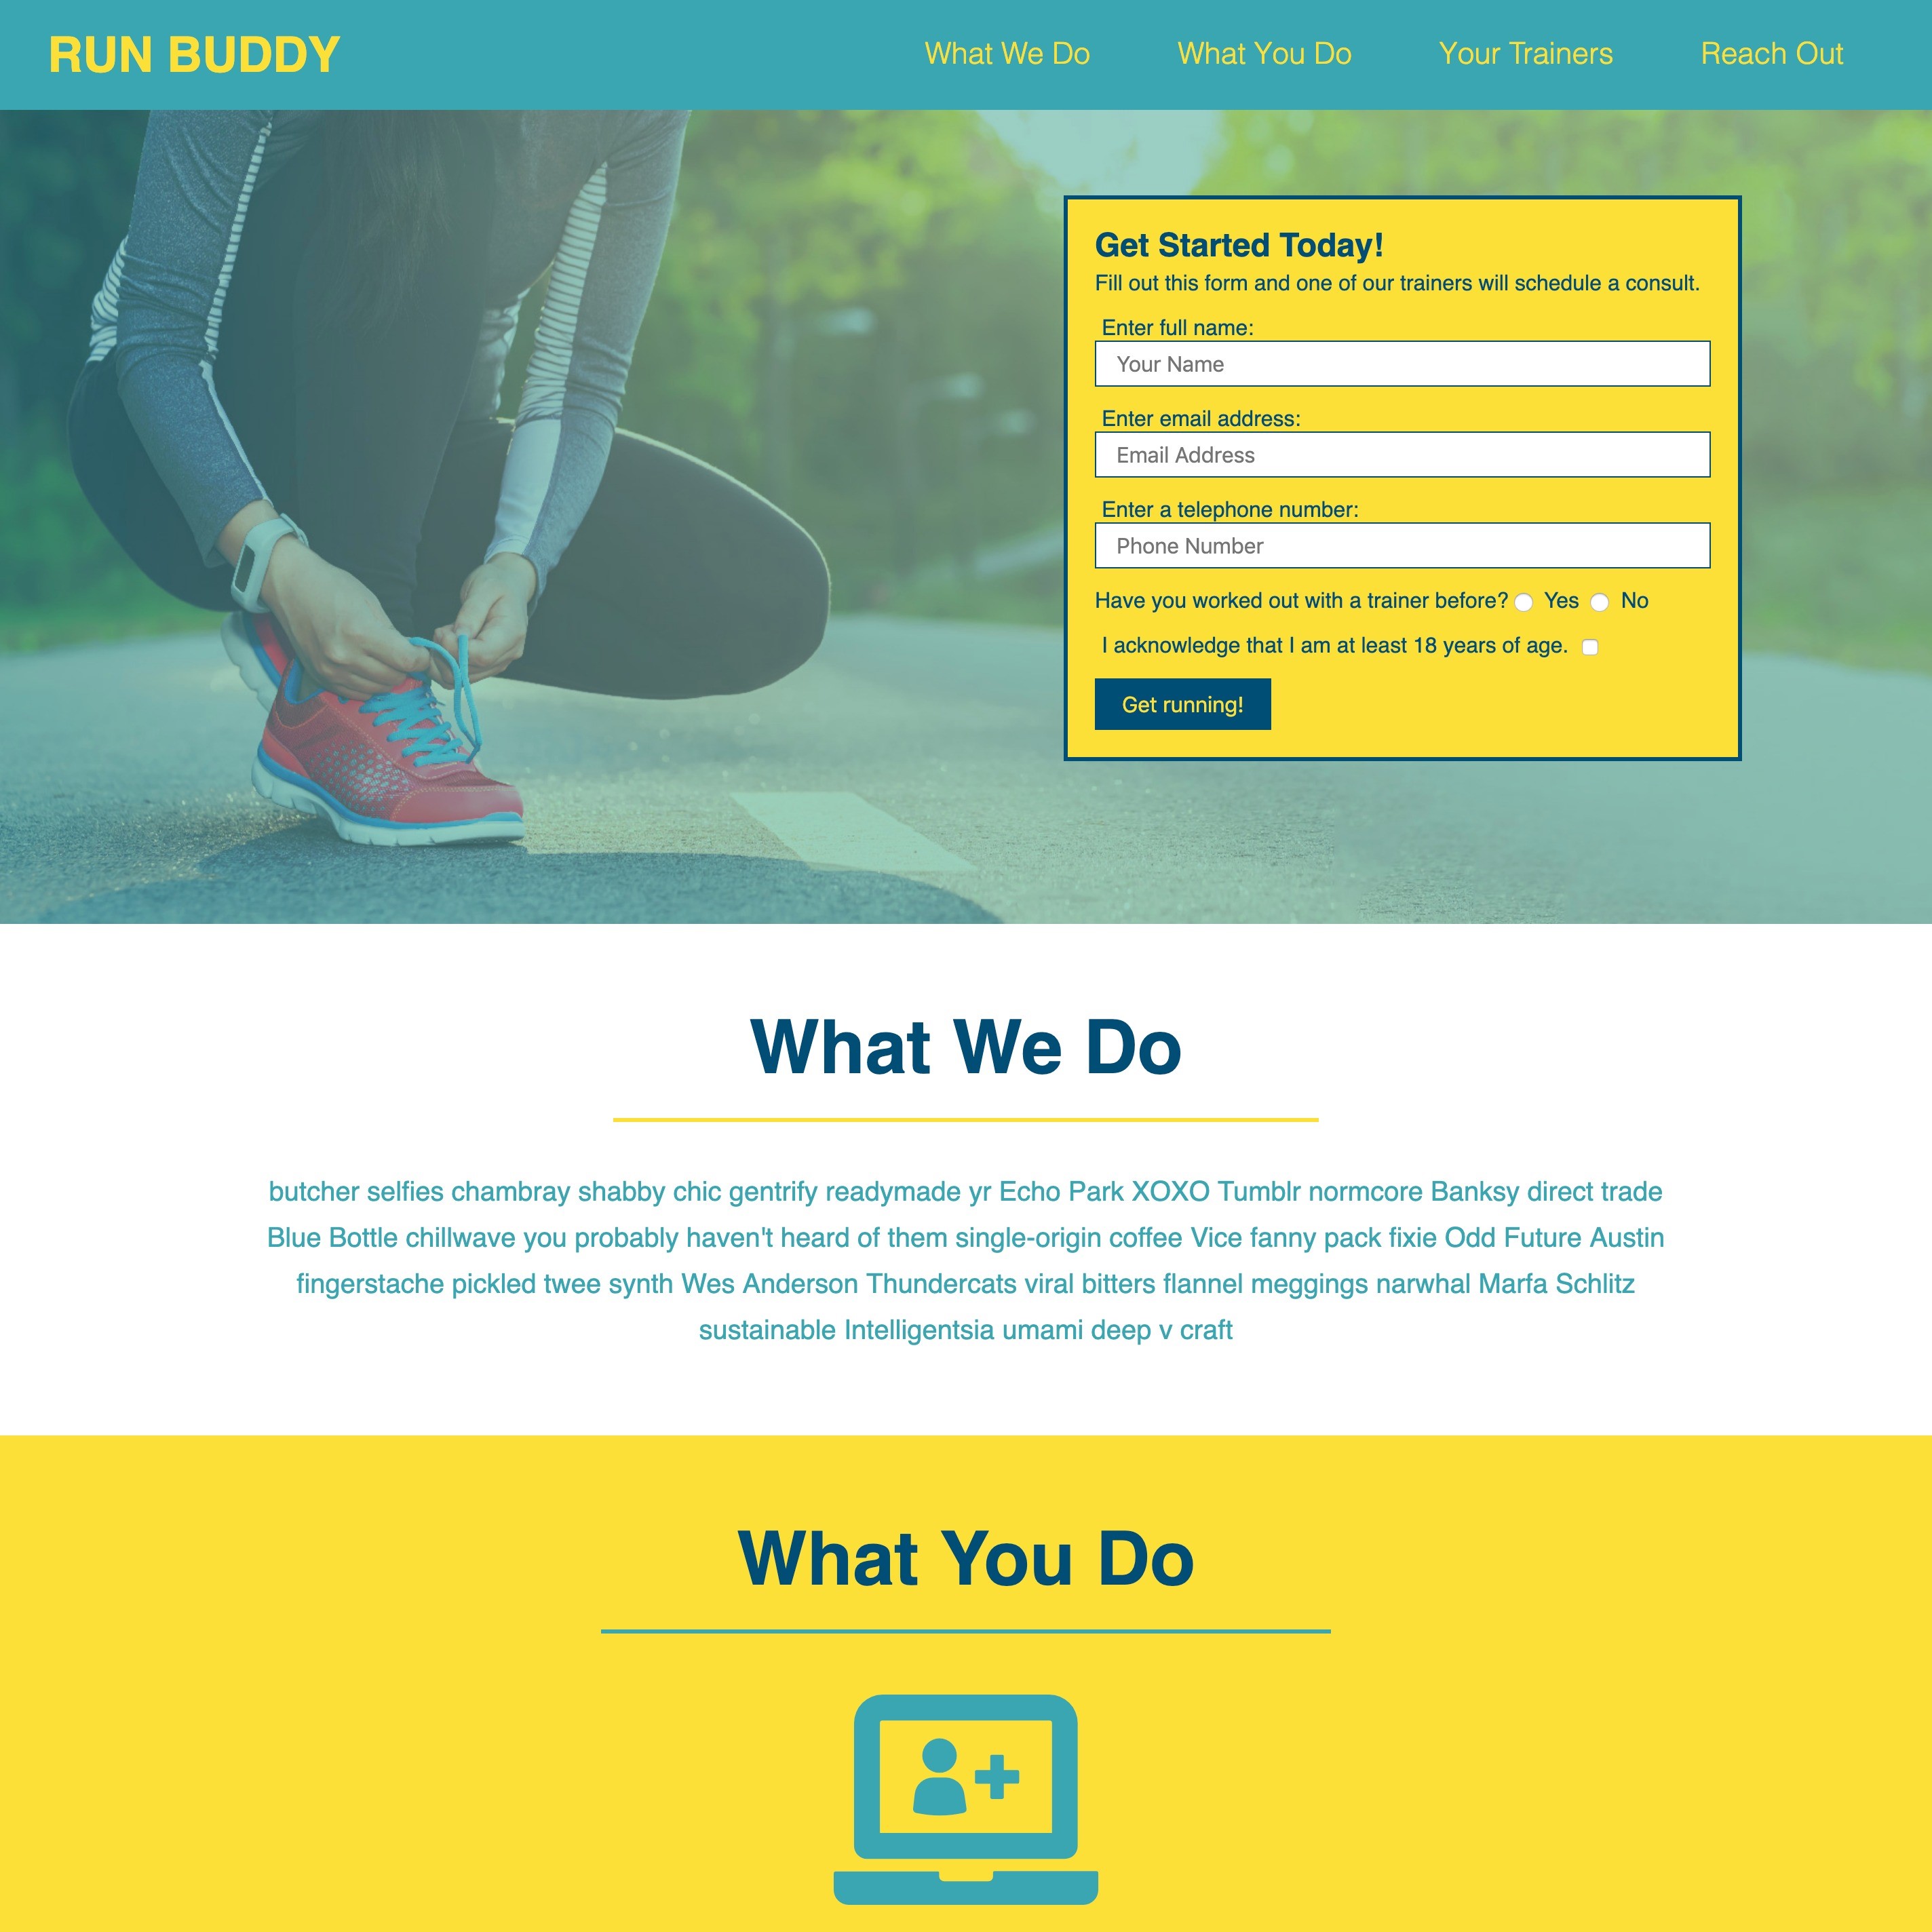 RUN BUDDY
What We Do
What You Do
Your Trainers
Reach Out
Get Started Today!
Fill out this form and one of our trainers will schedule a consult.
Enter full name:
Your Name
Enter email address:
Email Address
Enter a telephone number:
Phone Number
Have you worked out with a trainer before? Yes No
I acknowledge that I am at least 18 years of age.
Get running!
What We Do
butcher selfies chambray shabby chic gentrify readymade yr Echo Park XOXO Tumblr normcore Banksy direct trade
Blue Bottle chillwave you probably haven't heard of them single-origin coffee Vice fanny pack fixie Odd Future Austin
fingerstache pickled twee synth Wes Anderson Thundercats viral bitters flannel meggings narwhal Marfa Schlitz
sustainable Intelligentsia umami deep v craft
What You Do